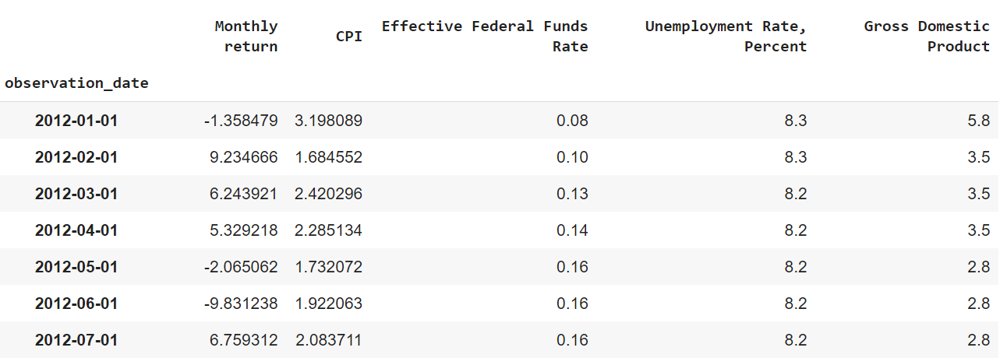 Monthly return CPI Effective Federal Funds Rate Unemployment Rate, Percent Gross Domestic Product
observation_date
2012-01-01 -1.358479 3.198089 0.08 8.3 5.8
2012-02-01 9.234666 1.684552 0.10 8.3 3.5
2012-03-01 6.243921 2.420296 0.13 8.2 3.5
2012-04-01 5.329218 2.285134 0.14 8.2 3.5
2012-05-01 -2.065062 1.732072 0.16 8.2 2.8
2012-06-01 -9.831238 1.922063 0.16 8.2 2.8
2012-07-01 6.759312 2.083711 0.16 8.2 2.8